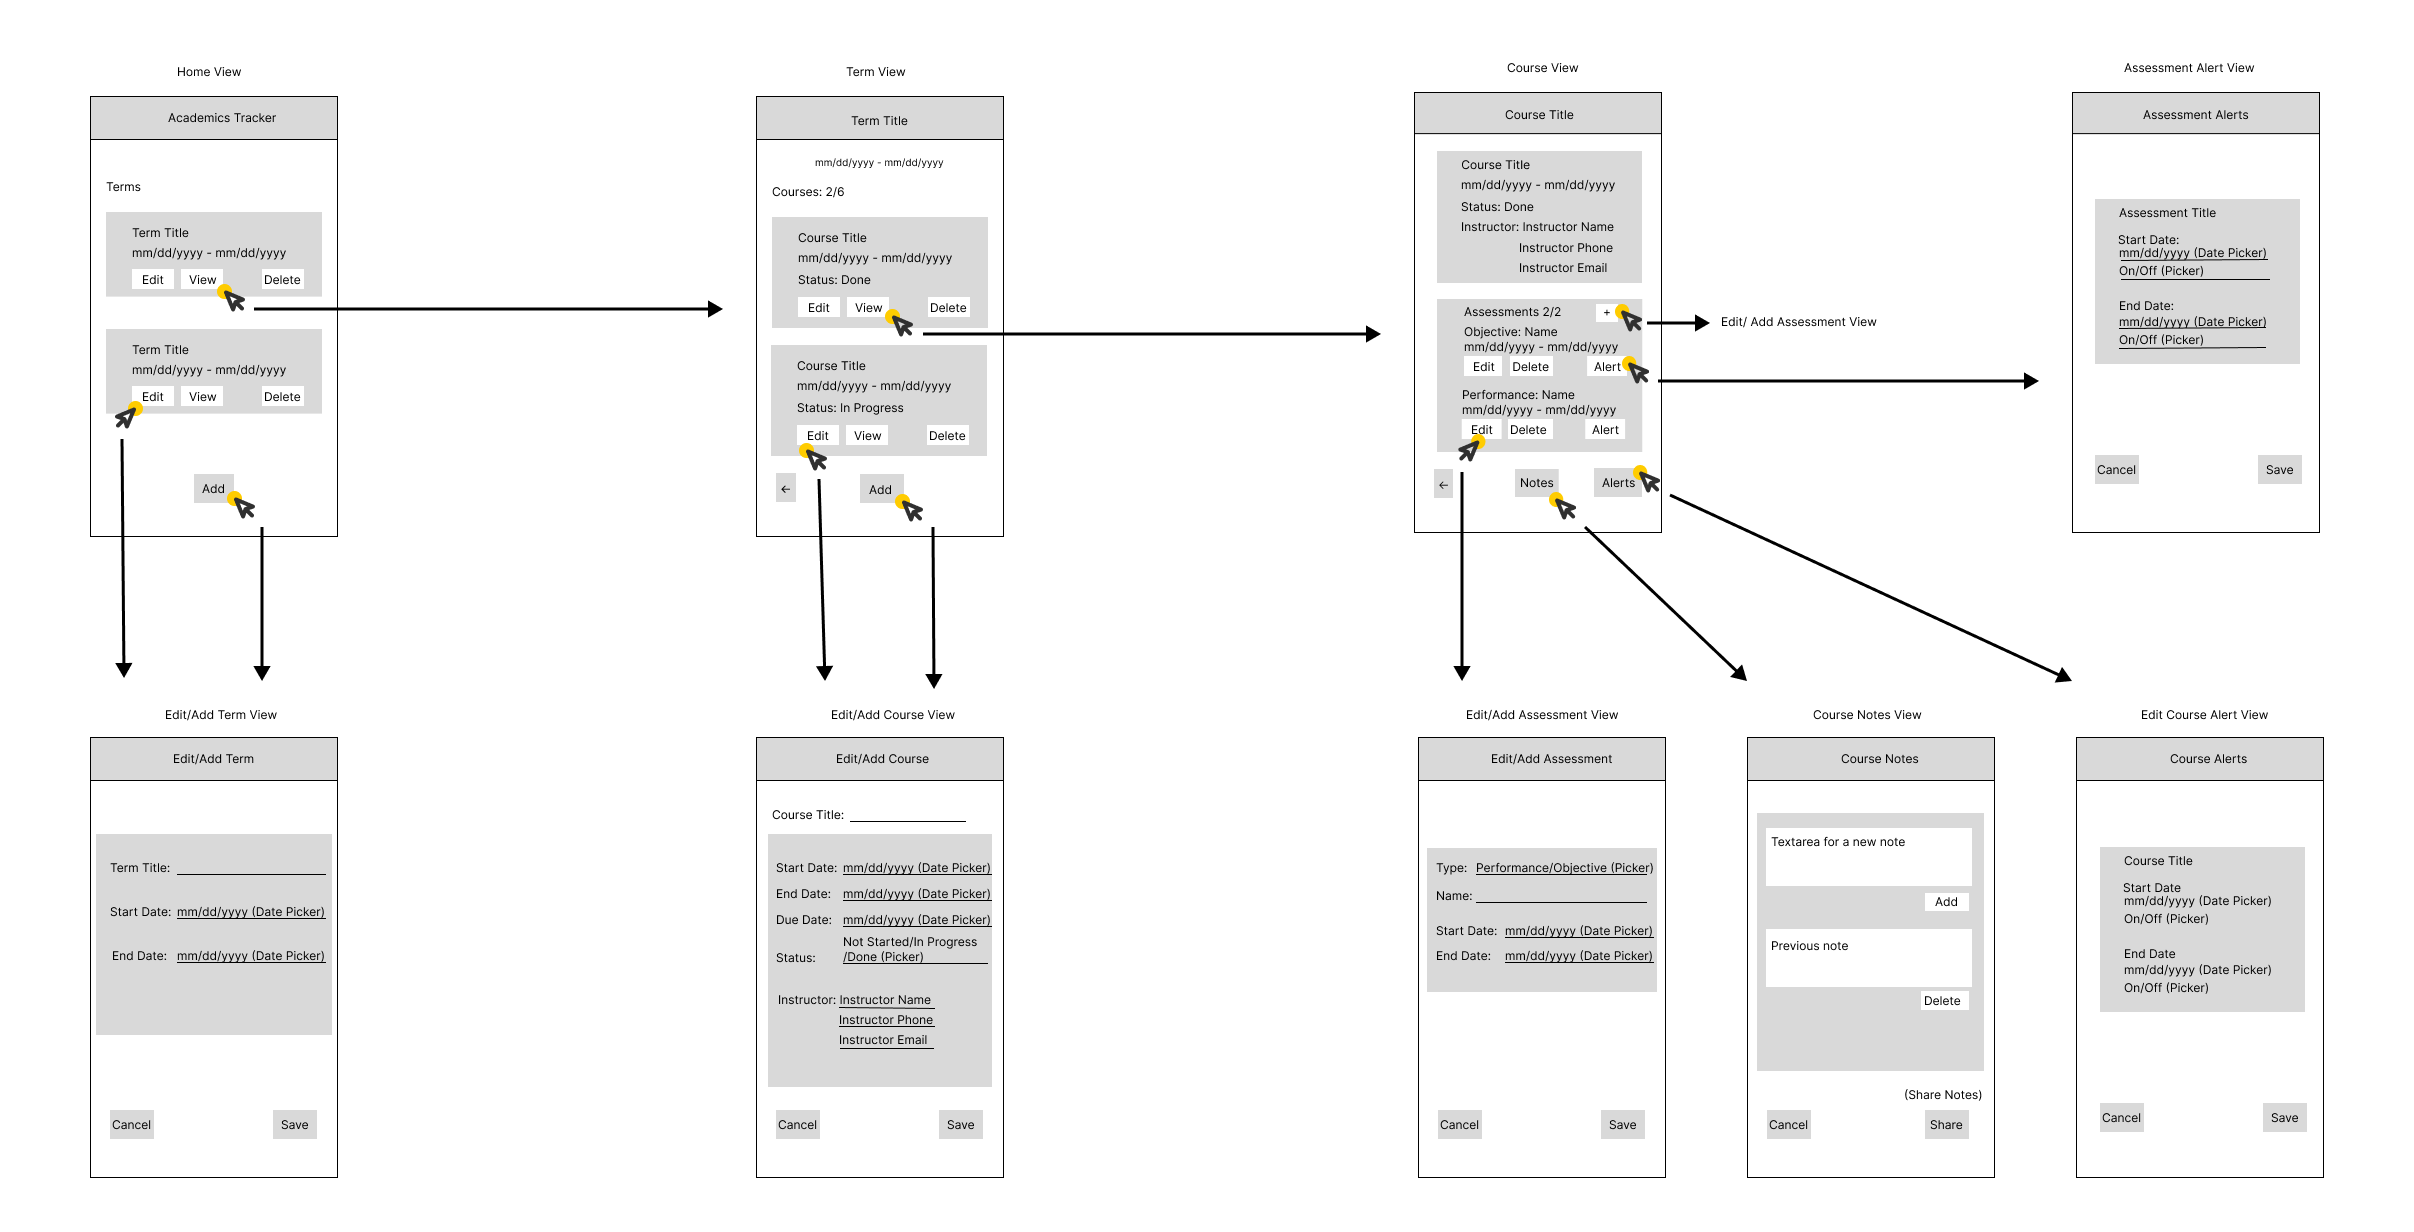 Home View
Academics Tracker
Terms
Term Title
mm/dd/yyyy - mm/dd/yyyy
Edit View Delete
Term Title
mm/dd/yyyy - mm/dd/yyyy
Edit View Delete
Add
Term View
Term Title
mm/dd/yyyy - mm/dd/yyyy
Courses: 2/6
Course Title
mm/dd/yyyy - mm/dd/yyyy
Status: Done
Edit View Delete
Course Title
mm/dd/yyyy - mm/dd/yyyy
Status: In Progress
Edit View Delete
← Add
Course View
Course Title
Course Title
mm/dd/yyyy - mm/dd/yyyy
Status: Done
Instructor: Instructor Name
Instructor Phone
Instructor Email
Assessments 2/2 +
Objective: Name
mm/dd/yyyy - mm/dd/yyyy
Edit Delete Alert
Performance: Name
mm/dd/yyyy - mm/dd/yyyy
Edit Delete Alert
← Notes Alerts
Edit/ Add Assessment View
Assessment Alert View
Assessment Alerts
Assessment Title
Start Date:
mm/dd/yyyy (Date Picker)
On/Off (Picker)
End Date:
mm/dd/yyyy (Date Picker)
On/Off (Picker)
Cancel Save
Edit/Add Term View
Edit/Add Term
Term Title:
Start Date: mm/dd/yyyy (Date Picker)
End Date: mm/dd/yyyy (Date Picker)
Cancel Save
Edit/Add Course View
Edit/Add Course
Course Title:
Start Date: mm/dd/yyyy (Date Picker)
End Date: mm/dd/yyyy (Date Picker)
Due Date: mm/dd/yyyy (Date Picker)
Not Started/In Progress
Status: /Done (Picker)
Instructor: Instructor Name
Instructor Phone
Instructor Email
Cancel Save
Edit/Add Assessment View
Edit/Add Assessment
Type: Performance/Objective (Picker)
Name:
Start Date: mm/dd/yyyy (Date Picker)
End Date: mm/dd/yyyy (Date Picker)
Cancel Save
Course Notes View
Course Notes
Textarea for a new note
Add
Previous note
Delete
(Share Notes)
Cancel Share
Edit Course Alert View
Course Alerts
Course Title
Start Date
mm/dd/yyyy (Date Picker)
On/Off (Picker)
End Date
mm/dd/yyyy (Date Picker)
On/Off (Picker)
Cancel Save